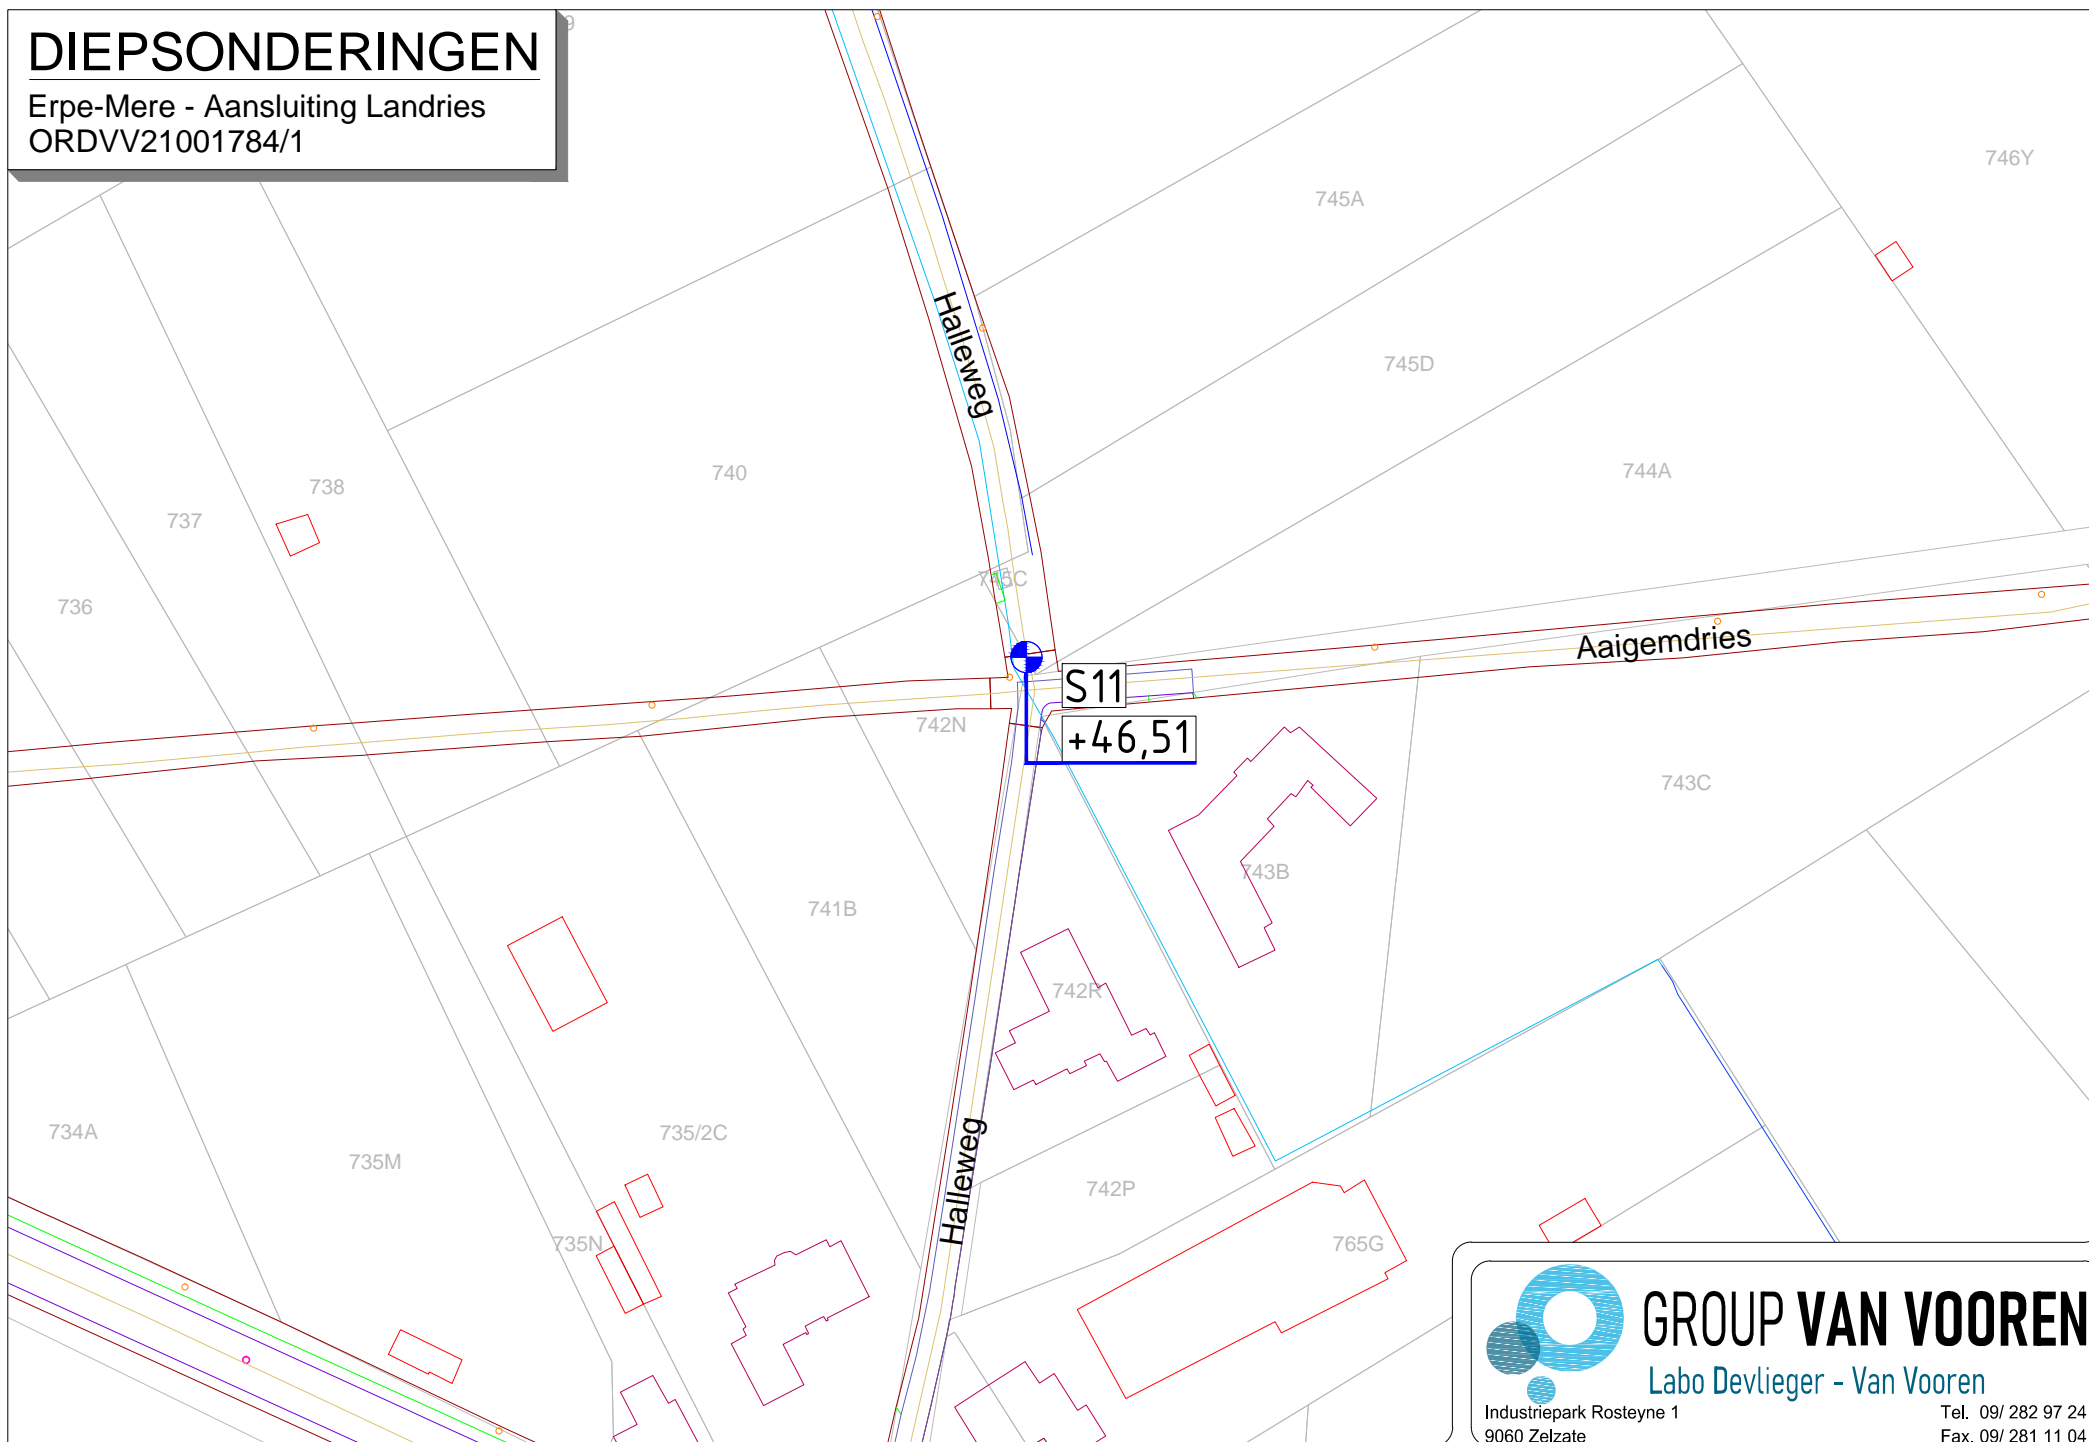 DIEPSONDERINGEN
Erpe-Mere - Aansluiting Landries
ORDVV21001784/1
9
746Y
745A
Halleweg
745D
740
744A
738
737
745C
736
Aaigemdries
S11
742N
+46,51
743C
743B
741B
742R
734A
735/2C
735M
Halleweg
742P
735N
765G
GROUP VAN VOOREN
Labo Devlieger - Van Vooren
Industriepark Rosteyne 1
Tel. 09/ 282 97 24
9060 Zelzate
Fax. 09/ 281 11 04